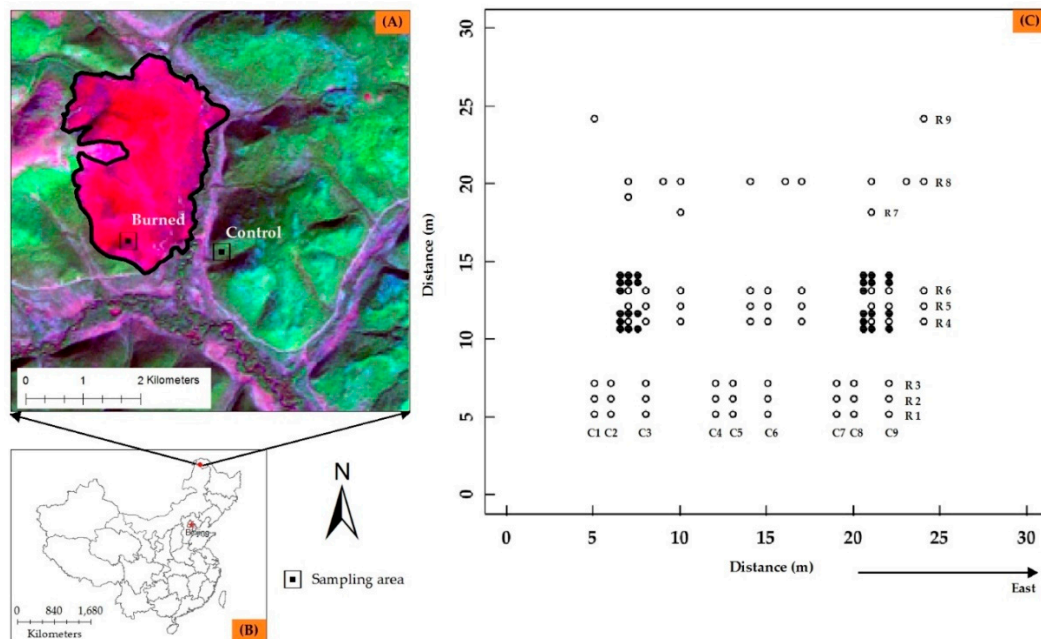 (A)
Burned
Control
0 1 2 Kilometers
N
Sampling area
0 840 1,680
Kilometers
(B)
(C)
Distance (m)
30
25
20
15
10
5
0
R 9
R 8
R 7
R 6
R 5
R 4
R 3
R 2
R 1
C1 C2 C3 C4 C5 C6 C7 C8 C9
0 5 10 15 20 25 30
Distance (m)
East